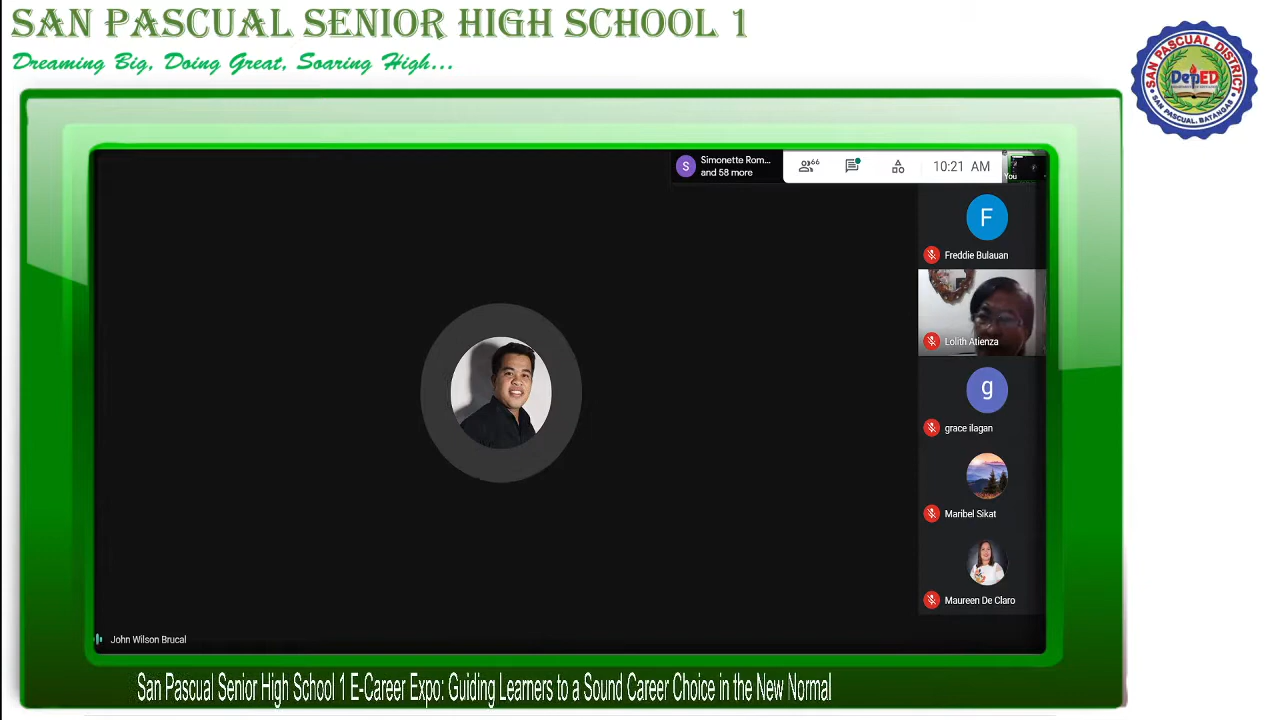 SAN PASCUAL SENIOR HIGH SCHOOL 1
Dreaming Big, Doing Great, Soaring High...
SAN PASCUAL DISTRICT
DepED
SAN PASCUAL, BATANGAS
S
Simonette Rom...
and 58 more
66
10:21 AM
You
F
Freddie Bulauan
Lolith Atienza
g
grace ilagan
Maribel Sikat
Maureen De Claro
John Wilson Brucal
San Pascual Senior High School 1 E-Career Expo: Guiding Learners to a Sound Career Choice in the New Normal